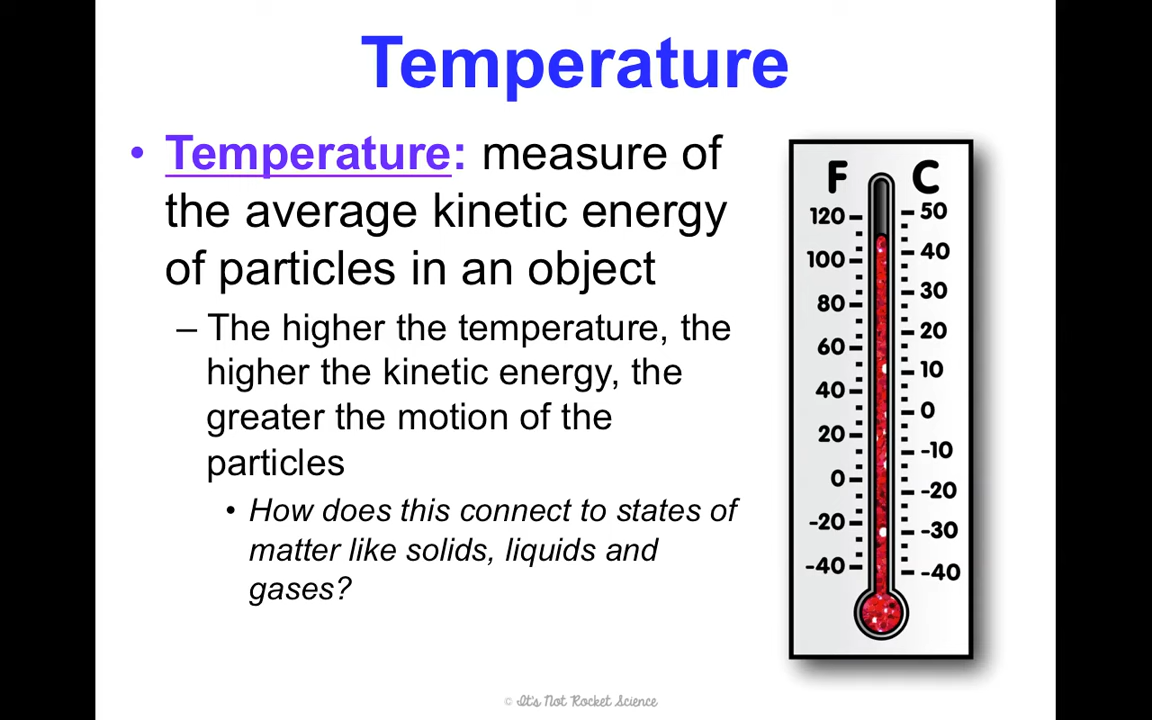 Temperature
• Temperature: measure of
the average kinetic energy
of particles in an object
– The higher the temperature, the
higher the kinetic energy, the
greater the motion of the
particles
• How does this connect to states of
matter like solids, liquids and
gases?
F C
120 50
100 40
80 30
60 20
40 10
20 0
0 -10
-20 -20
-40 -30
-40
© It's Not Rocket Science